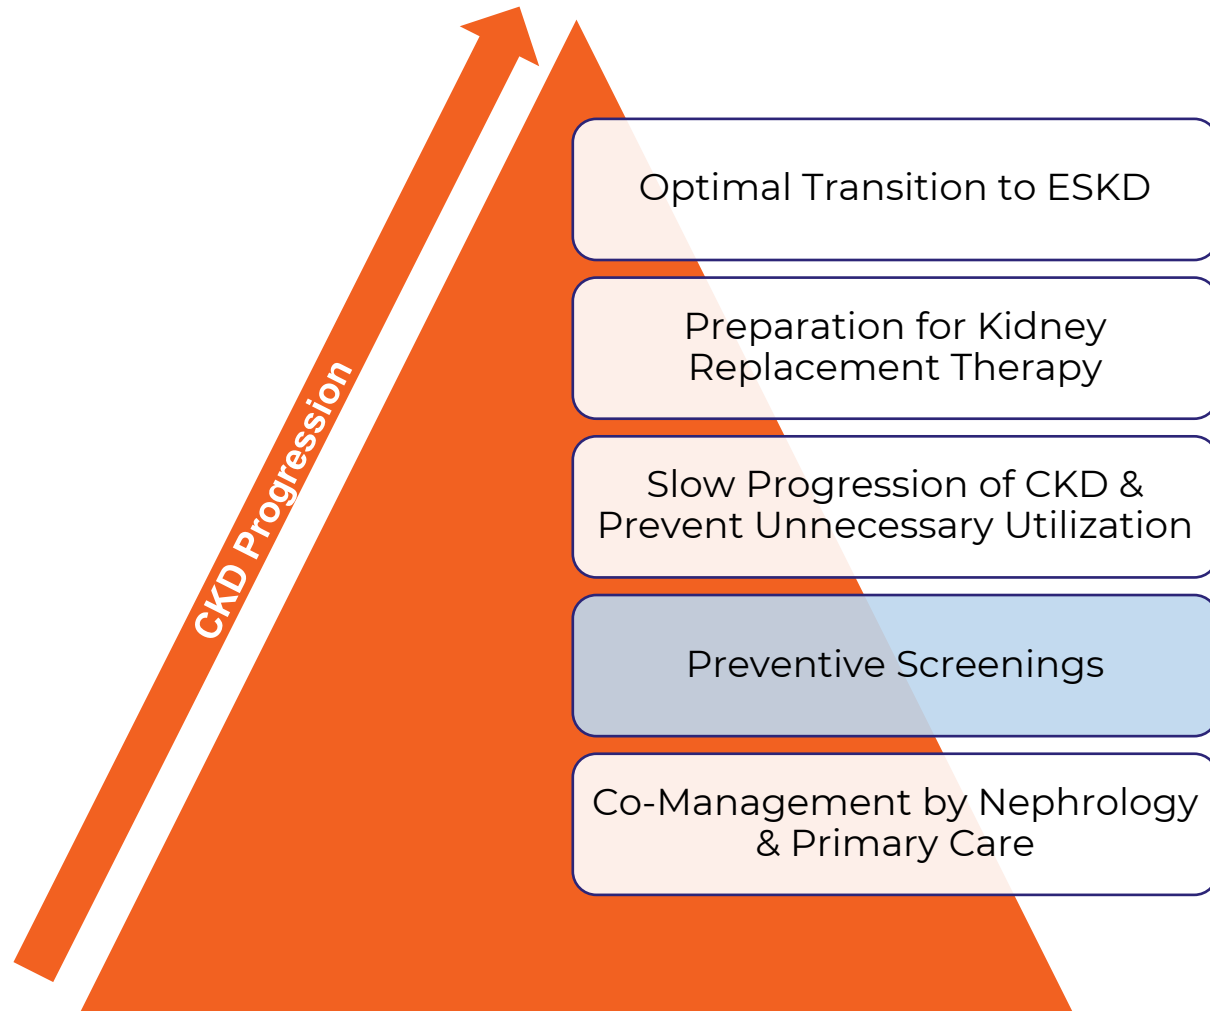 CKD Progression
Optimal Transition to ESKD
Preparation for Kidney
Replacement Therapy
Slow Progression of CKD &
Prevent Unnecessary Utilization
Preventive Screenings
Co-Management by Nephrology
& Primary Care